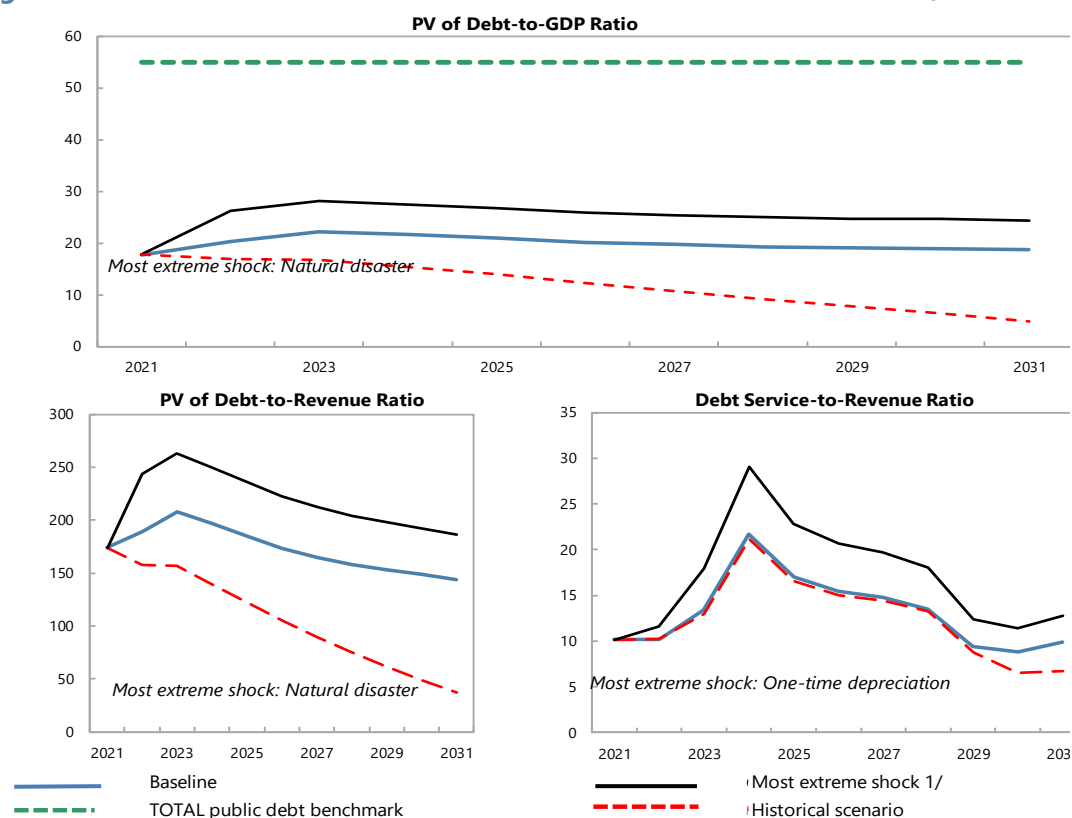 PV of Debt-to-GDP Ratio
60
50
40
30
20
10
0
Most extreme shock: Natural disaster
2021 2023 2025 2027 2029 2031
PV of Debt-to-Revenue Ratio
300
250
200
150
100
50
0
Most extreme shock: Natural disaster
2021 2023 2025 2027 2029 2031
Debt Service-to-Revenue Ratio
35
30
25
20
15
10
5
0
Most extreme shock: One-time depreciation
2021 2023 2025 2027 2029 203
Baseline
Most extreme shock 1/
TOTAL public debt benchmark
Historical scenario